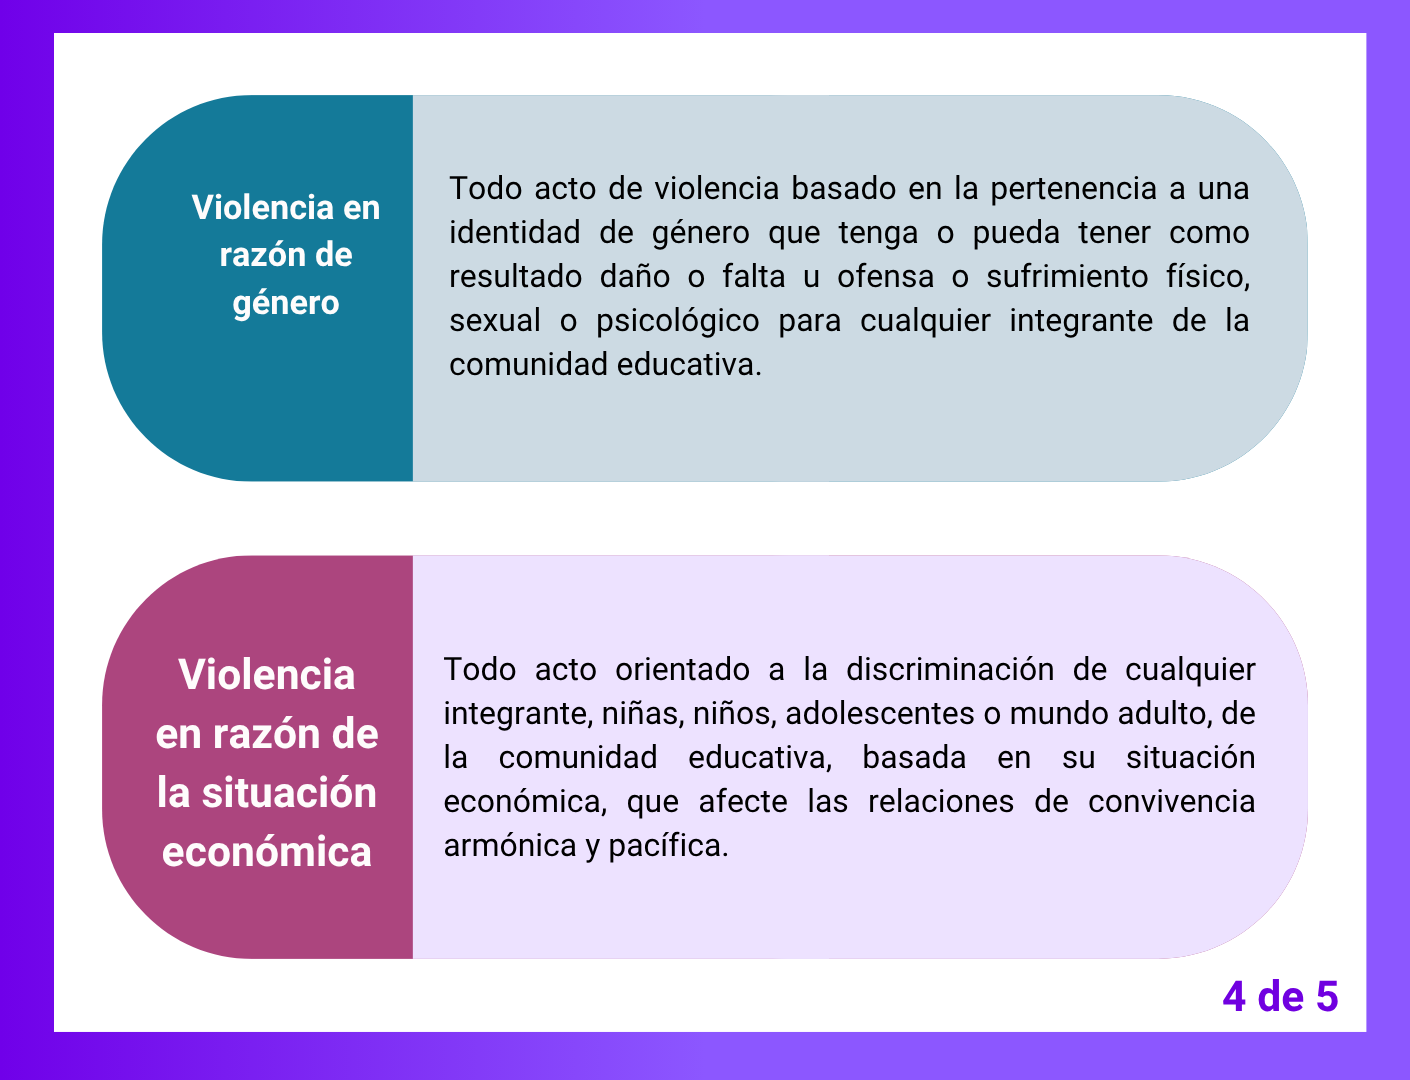 Violencia en
razón de
género
Todo acto de violencia basado en la pertenencia a una
identidad de género que tenga o pueda tener como
resultado daño o falta u ofensa o sufrimiento físico,
sexual o psicológico para cualquier integrante de la
comunidad educativa.
Violencia
en razón de
la situación
económica
Todo acto orientado a la discriminación de cualquier
integrante, niñas, niños, adolescentes o mundo adulto, de
la comunidad educativa, basada en su situación
económica, que afecte las relaciones de convivencia
armónica y pacífica.
4 de 5